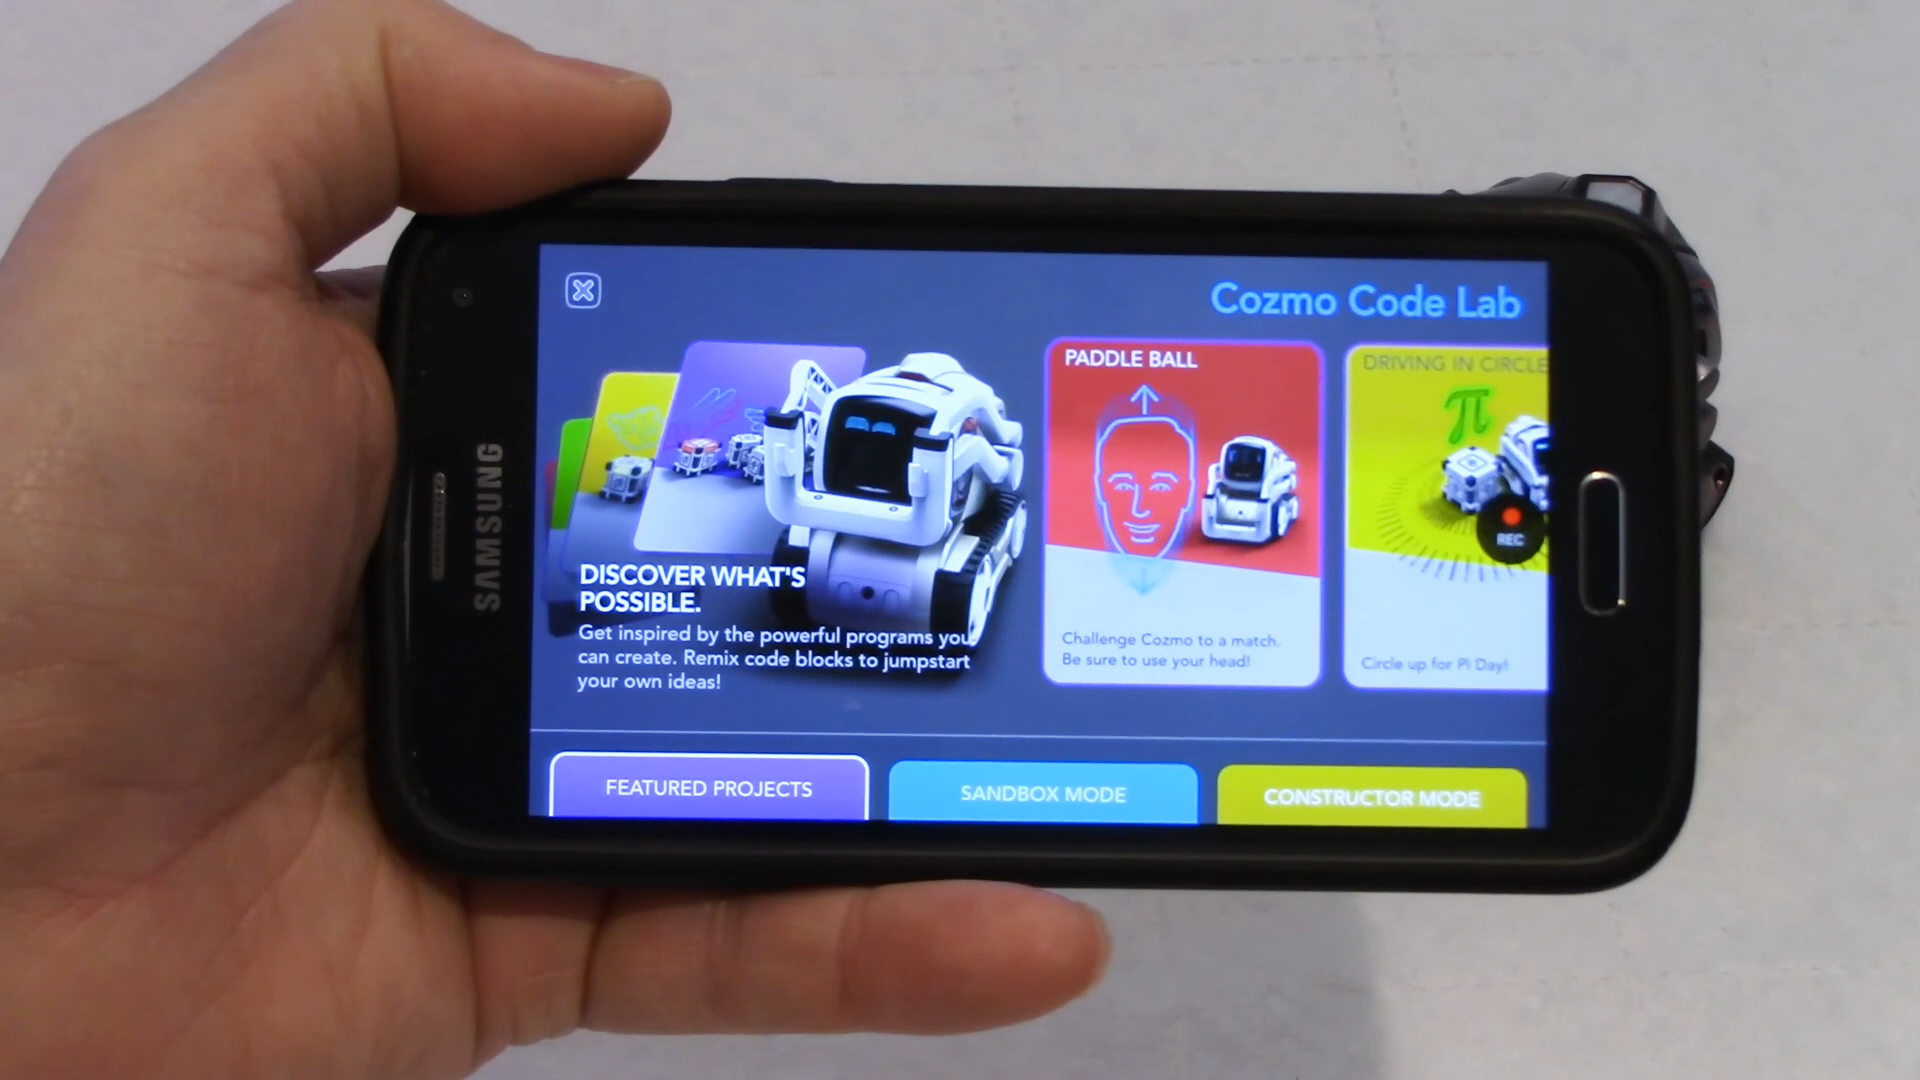 SAMSUNG
Cozmo Code Lab
DISCOVER WHAT'S
POSSIBLE.
Get inspired by the powerful programs you
can create. Remix code blocks to jumpstart
your own ideas!
PADDLE BALL
Challenge Cozmo to a match.
Be sure to use your head!
DRIVING IN CIRCLE
π
REC
Circle up for Pi Day!
FEATURED PROJECTS
SANDBOX MODE
CONSTRUCTOR MODE